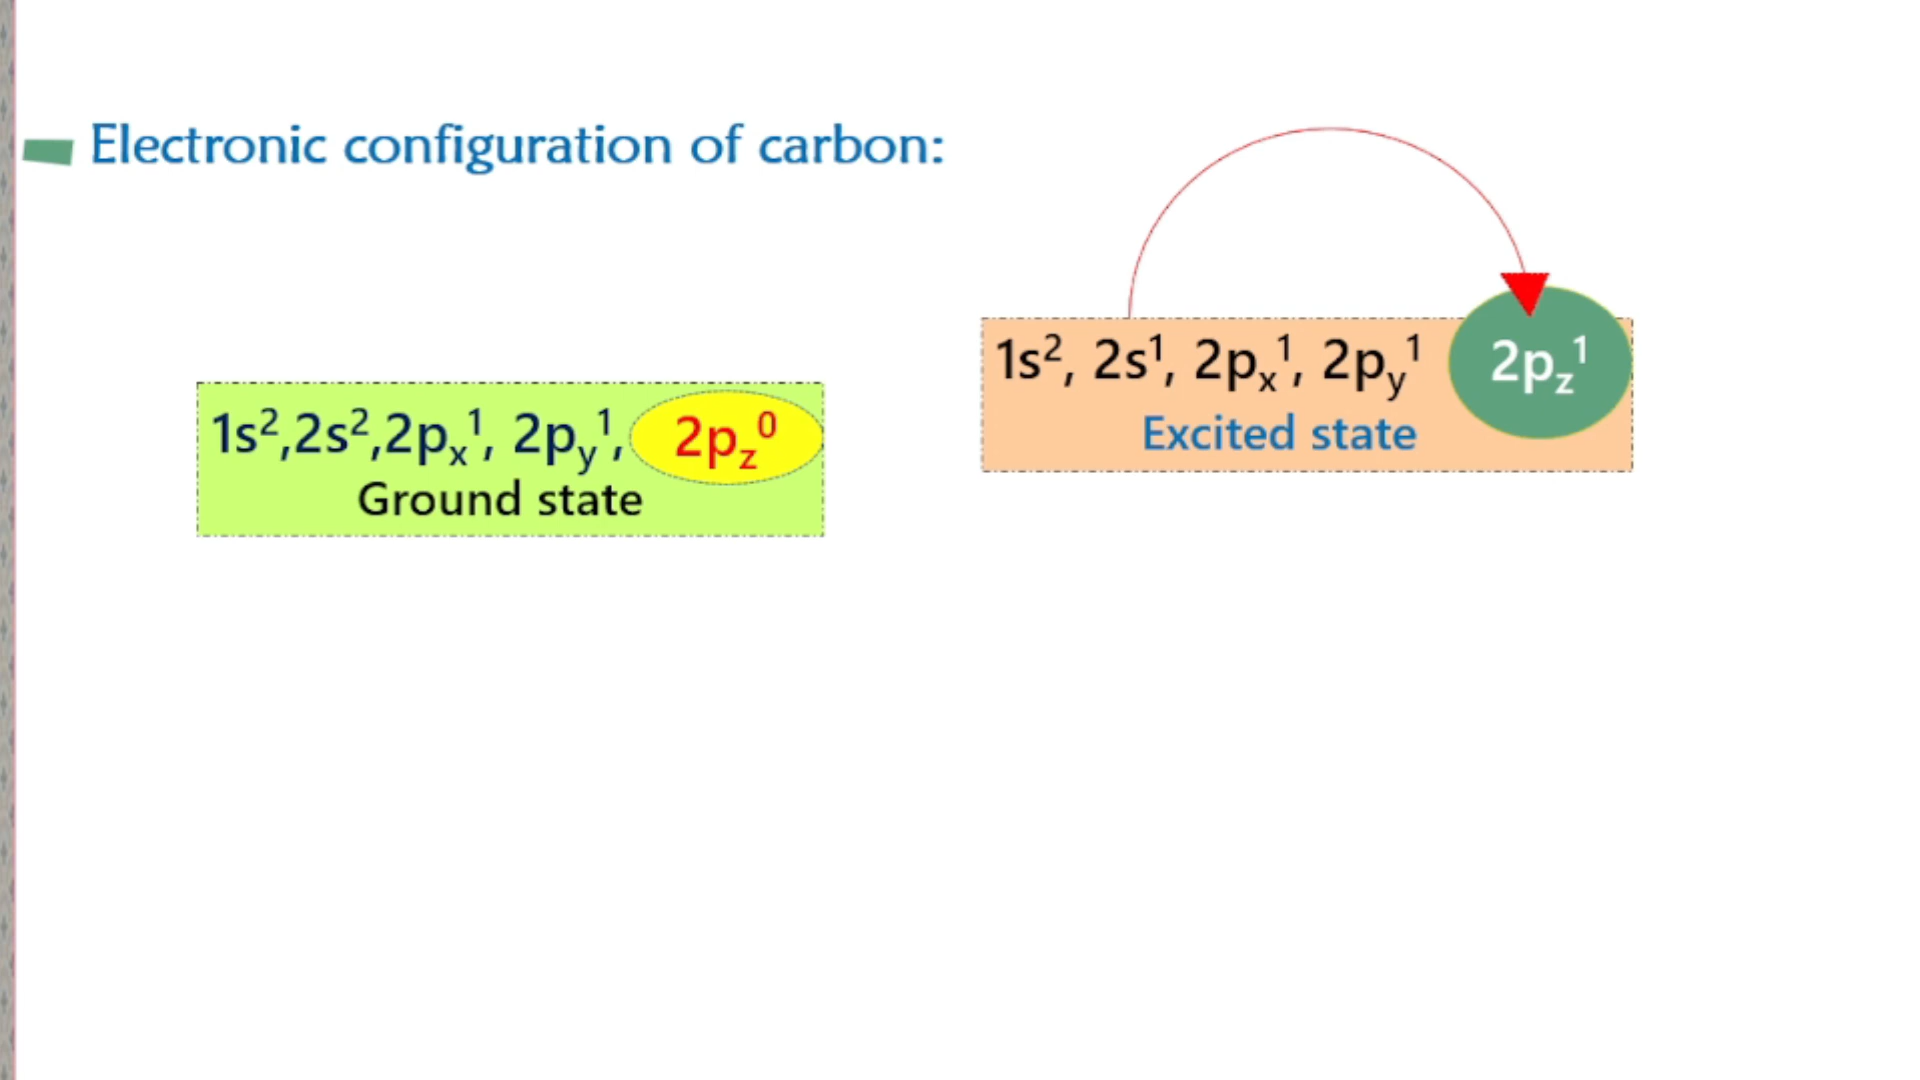 Electronic configuration of carbon:
1s², 2s¹, 2pₓ¹, 2pᵧ¹ 2p_z¹
Excited state
1s²,2s²,2pₓ¹, 2pᵧ¹, 2p_z⁰
Ground state